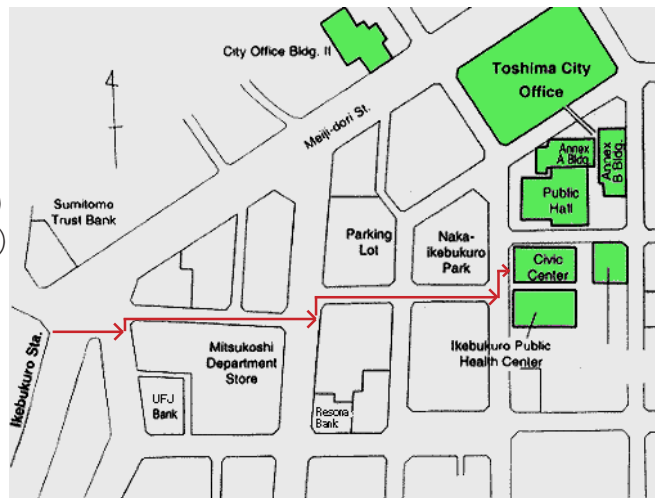 City Office Bldg. II
Toshima City
Office
Meiji-dori St.
Annex
A Bldg.
Annex
B Bldg.
Public
Hall
Sumitomo
Trust Bank
Parking
Lot
Naka-
ikebukuro
Park
Civic
Center
Ikebukuro Sta.
Mitsukoshi
Department
Store
Ikebukuro Public
Health Center
UFJ
Bank
Resona
Bank